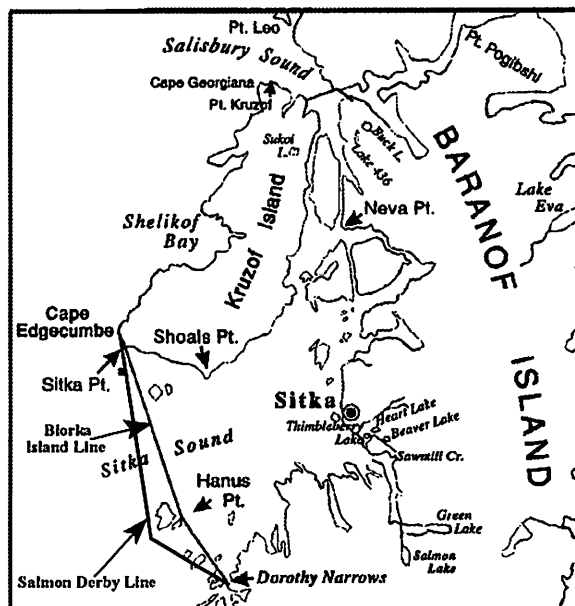 Pt. Leo
Salisbury Sound
Pt. Pogibshi
Cape Georgiana
Pt. Kruzof
Sukoi
Buck L.
Lake 436
BARANOF
Lake
Eva
Neva Pt.
Shelikof
Bay
Kruzof Island
Cape
Edgecumbe
Shoals Pt.
Sitka Pt.
ISLAND
Sitka
Heart Lake
Thimbleberry
Lake
Beaver Lake
Biorka
Island Line
Sitka Sound
Sawmill Cr.
Hanus
Pt.
Green
Lake
Salmon
Lake
Salmon Derby Line
Dorothy Narrows